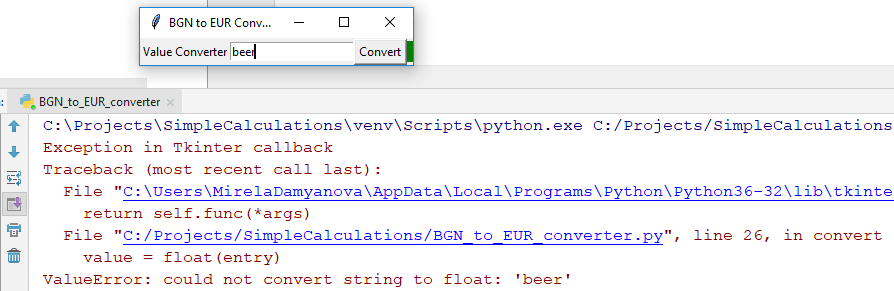 BGN to EUR Conv...
Value Converter beer Convert
BGN_to_EUR_converter
C:\Projects\SimpleCalculations\venv\Scripts\python.exe C:/Projects/SimpleCalculations
Exception in Tkinter callback
Traceback (most recent call last):
File "C:\Users\MirelaDamyanova\AppData\Local\Programs\Python\Python36-32\lib\tkinte
return self.func(*args)
File "C:/Projects/SimpleCalculations/BGN_to_EUR_converter.py", line 26, in convert
value = float(entry)
ValueError: could not convert string to float: 'beer'